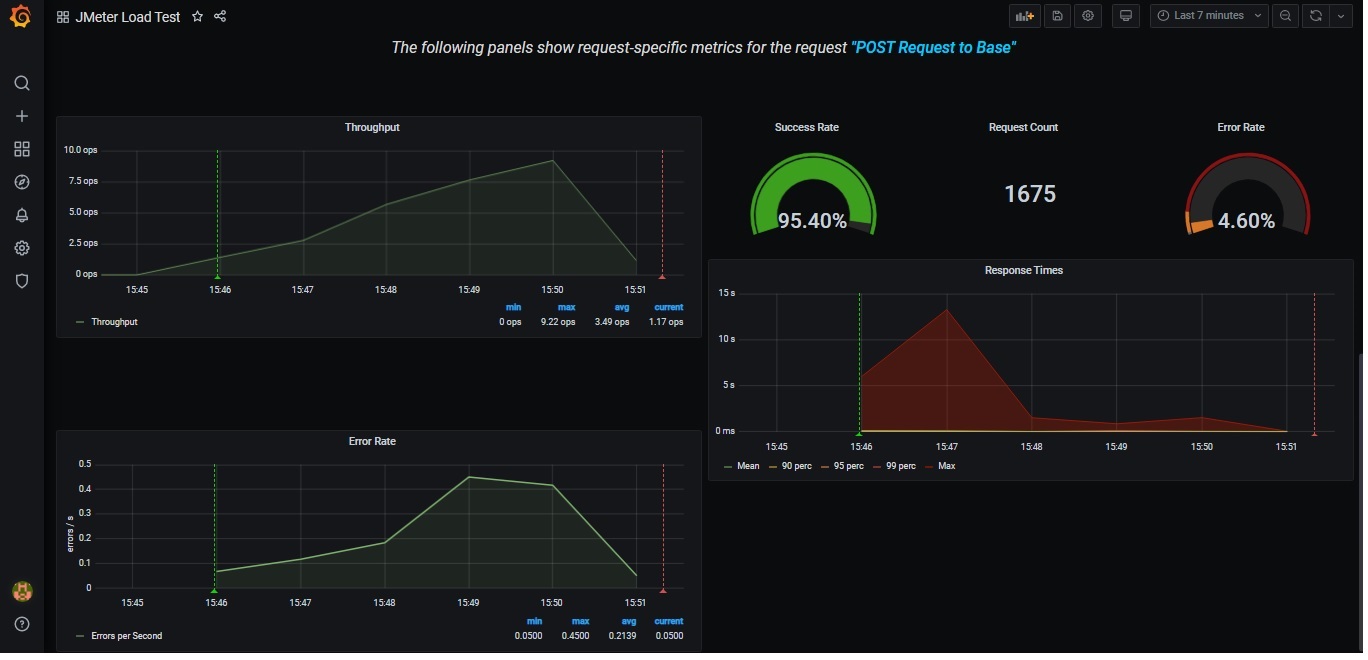 JMeter Load Test
Last 7 minutes
The following panels show request-specific metrics for the request "POST Request to Base"
Throughput
10.0 ops
7.5 ops
5.0 ops
2.5 ops
0 ops
15:45 15:46 15:47 15:48 15:49 15:50 15:51
min max avg current
Throughput 0 ops 9.22 ops 3.49 ops 1.17 ops
Success Rate
95.40%
Request Count
1675
Error Rate
4.60%
Response Times
15 s
10 s
5 s
0 ms
15:45 15:46 15:47 15:48 15:49 15:50 15:51
Mean 90 perc 95 perc 99 perc Max
Error Rate
errors / s
0.5
0.4
0.3
0.2
0.1
0
15:45 15:46 15:47 15:48 15:49 15:50 15:51
min max avg current
Errors per Second 0.0500 0.4500 0.2139 0.0500